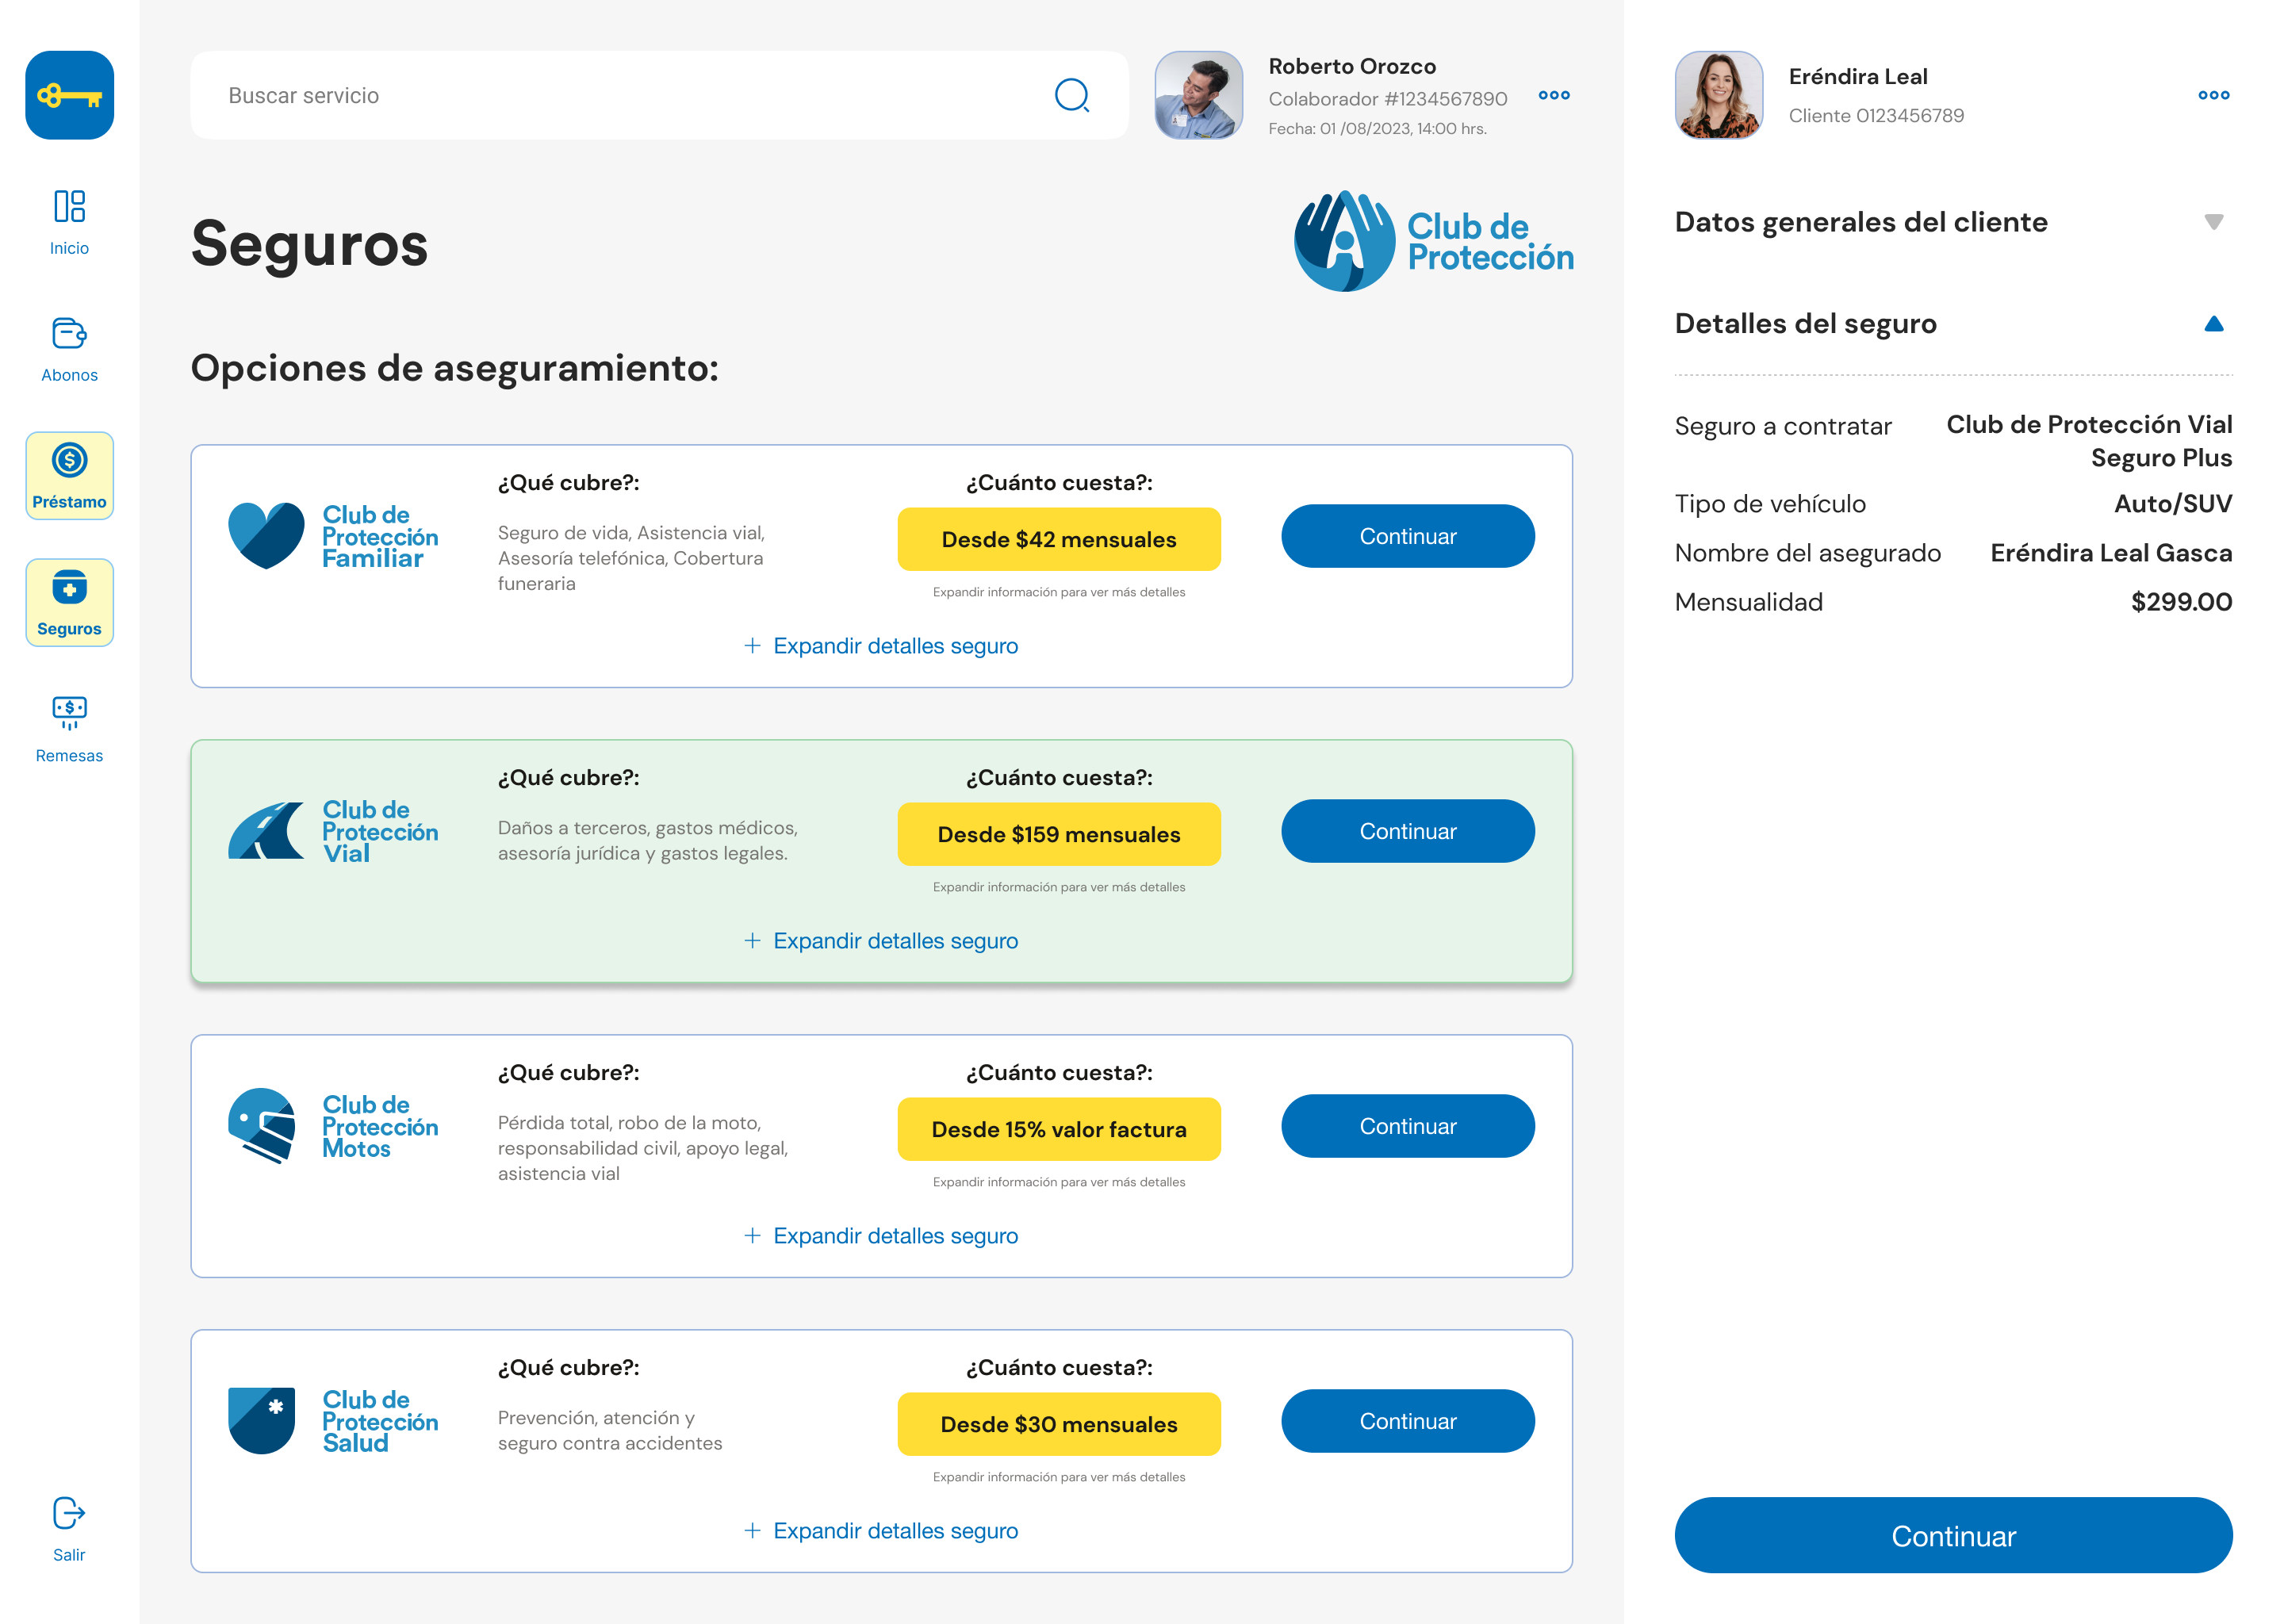 Buscar servicio
Roberto Orozco
Colaborador #1234567890
Fecha: 01 /08/2023, 14:00 hrs.
Eréndira Leal
Cliente 0123456789
Inicio
Abonos
Préstamo
Seguros
Remesas
Salir
Seguros
Club de
Protección
Opciones de aseguramiento:
Club de
Protección
Familiar
¿Qué cubre?:
Seguro de vida, Asistencia vial,
Asesoría telefónica, Cobertura
funeraria
¿Cuánto cuesta?:
Desde $42 mensuales
Expandir información para ver más detalles
Continuar
+ Expandir detalles seguro
Club de
Protección
Vial
¿Qué cubre?:
Daños a terceros, gastos médicos,
asesoría jurídica y gastos legales.
¿Cuánto cuesta?:
Desde $159 mensuales
Expandir información para ver más detalles
Continuar
+ Expandir detalles seguro
Club de
Protección
Motos
¿Qué cubre?:
Pérdida total, robo de la moto,
responsabilidad civil, apoyo legal,
asistencia vial
¿Cuánto cuesta?:
Desde 15% valor factura
Expandir información para ver más detalles
Continuar
+ Expandir detalles seguro
Club de
Protección
Salud
¿Qué cubre?:
Prevención, atención y
seguro contra accidentes
¿Cuánto cuesta?:
Desde $30 mensuales
Expandir información para ver más detalles
Continuar
+ Expandir detalles seguro
Datos generales del cliente
Detalles del seguro
Seguro a contratar Club de Protección Vial
Seguro Plus
Tipo de vehículo Auto/SUV
Nombre del asegurado Eréndira Leal Gasca
Mensualidad $299.00
Continuar